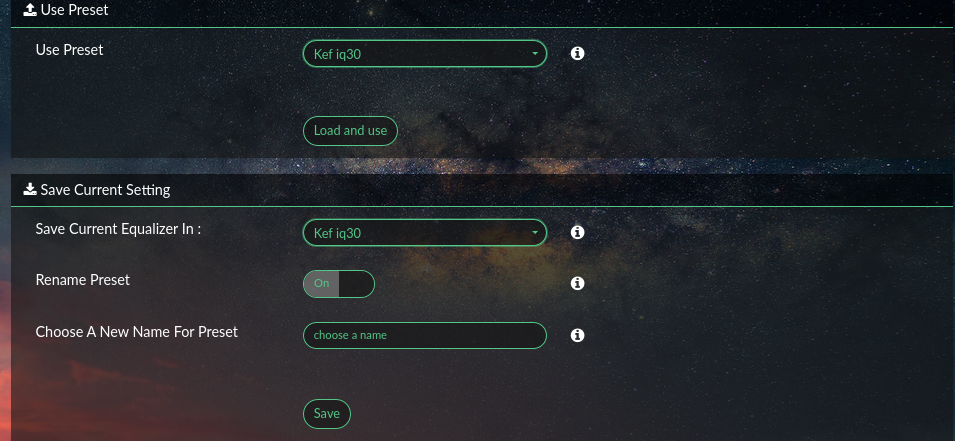 Use Preset
Use Preset
Kef iq30
Load and use
Save Current Setting
Save Current Equalizer In :
Kef iq30
Rename Preset
On
Choose A New Name For Preset
choose a name
Save